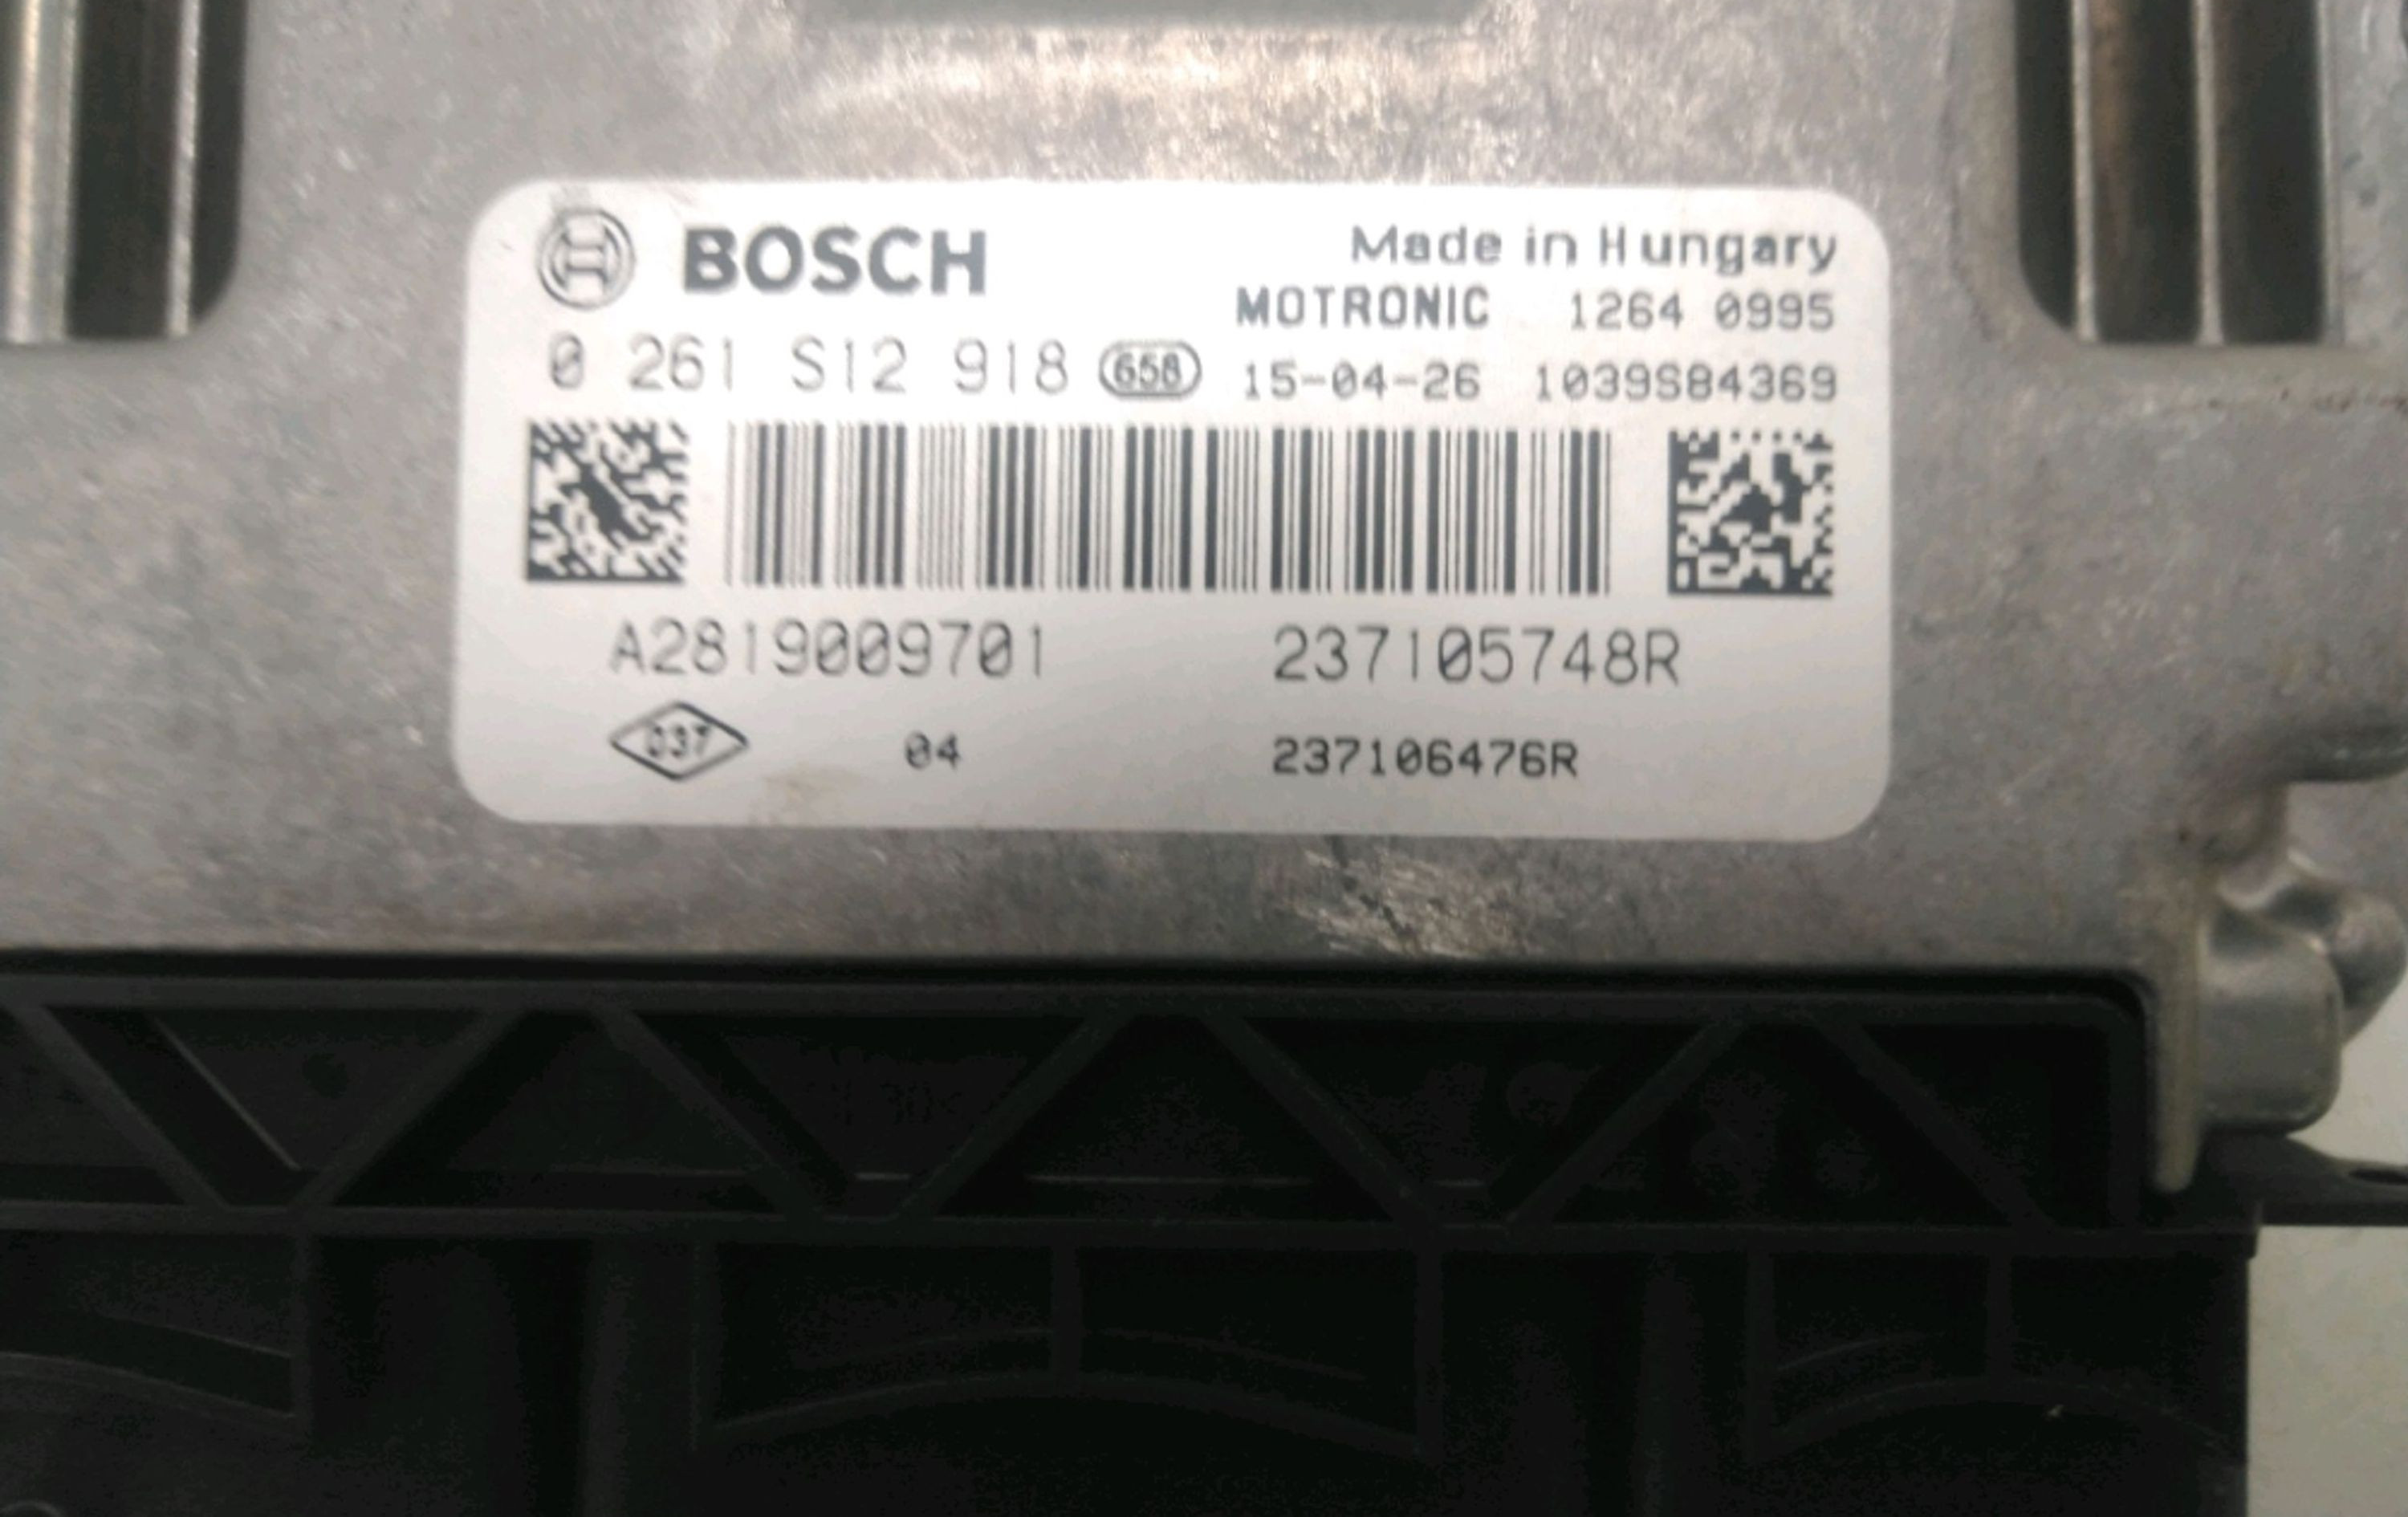 BOSCH
Made in Hungary
MOTRONIC 1264 0995
0 261 S12 918 658 15-04-26 1039S84369
A2819009701 237105748R
037 04 237106476R